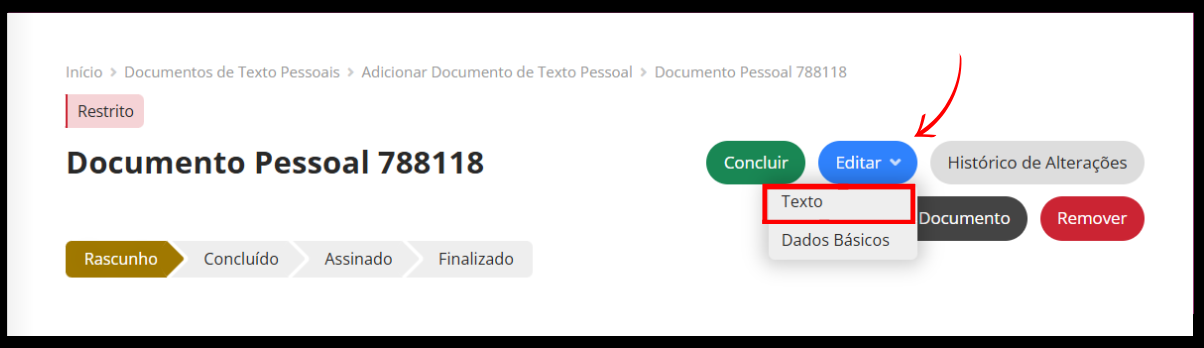 Início > Documentos de Texto Pessoais > Adicionar Documento de Texto Pessoal > Documento Pessoal 788118
Restrito
Documento Pessoal 788118
Concluir Editar Histórico de Alterações
Texto
Documento Remover
Dados Básicos
Rascunho Concluído Assinado Finalizado